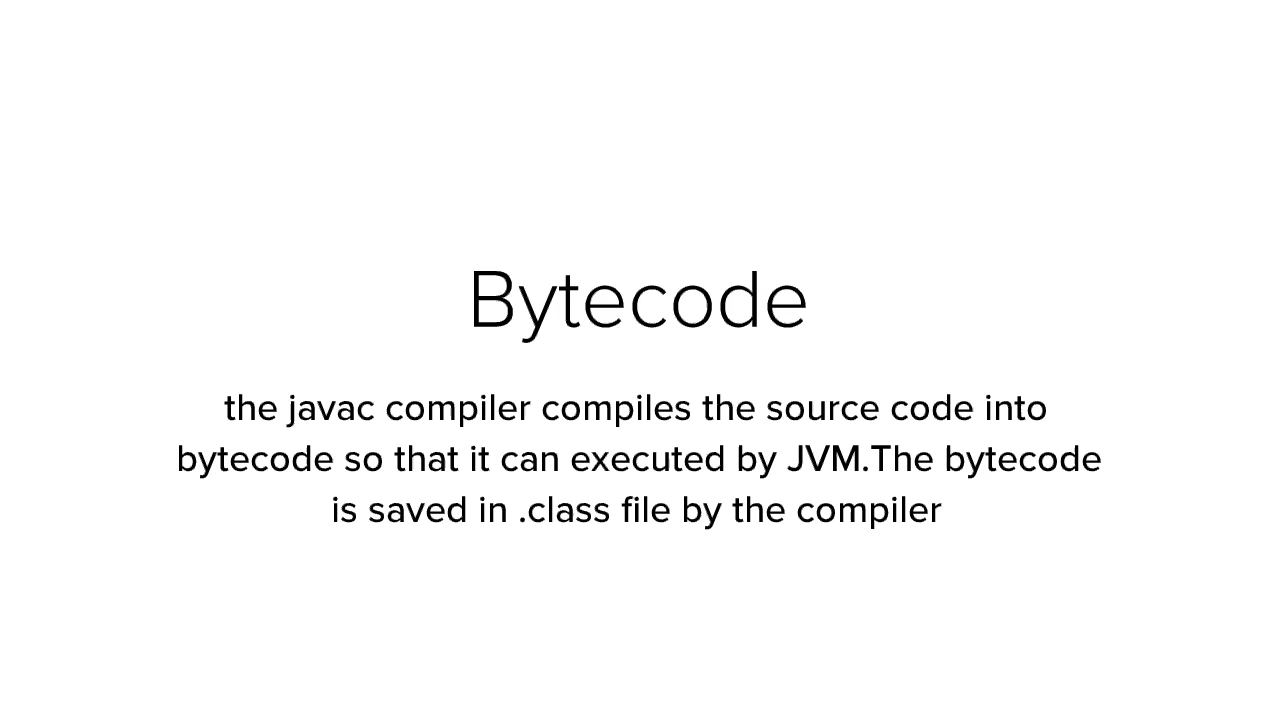 Bytecode
the javac compiler compiles the source code into
bytecode so that it can executed by JVM.The bytecode
is saved in .class file by the compiler